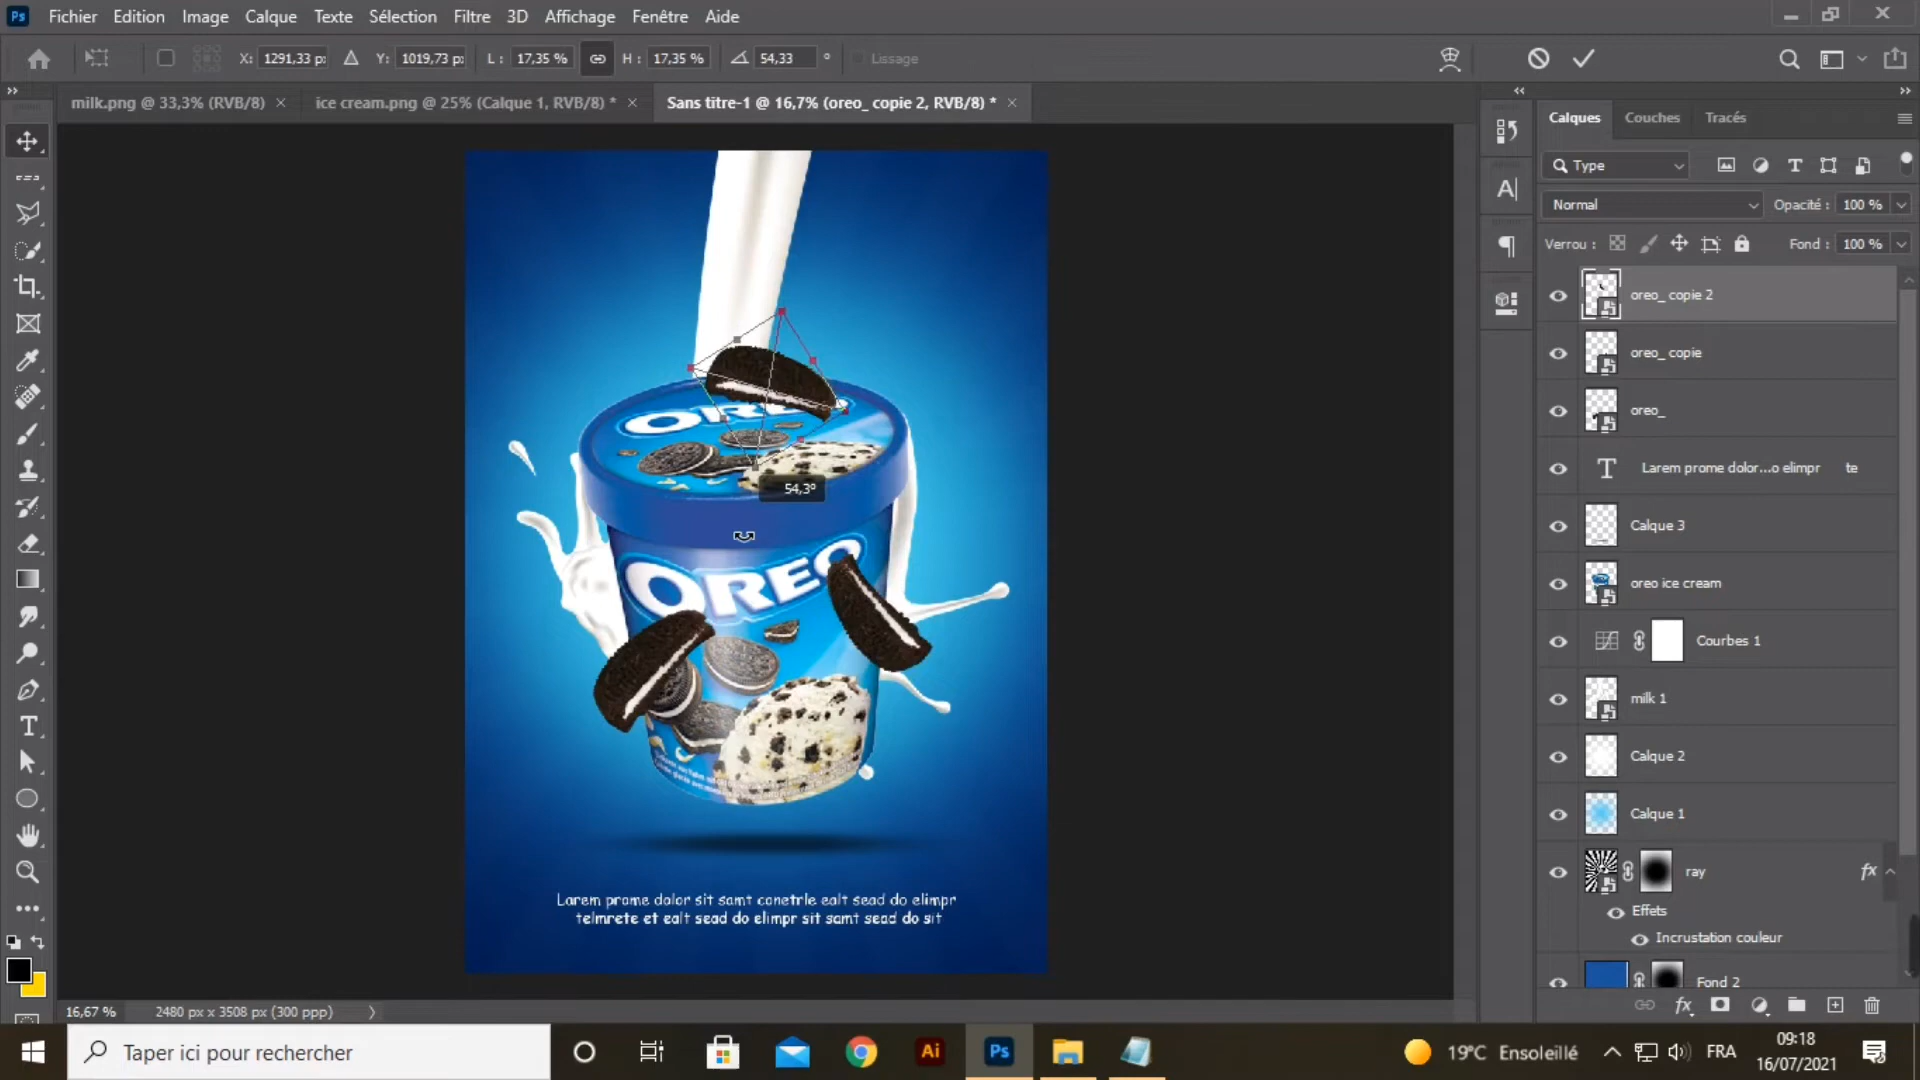 Ps Fichier Edition Image Calque Texte Sélection Filtre 3D Affichage Fenêtre Aide
X: 1291,33 p Y: 1019,73 p L : 17,35 % H : 17,35 % 54,33 ° Lissage
milk.png @ 33,3% (RVB/8) ice cream.png @ 25% (Calque 1, RVB/8) * Sans titre-1 @ 16,7% (oreo_ copie 2, RVB/8) *
Calques Couches Tracés
Type
Normal Opacité : 100 %
Verrou : Fond : 100 %
oreo_ copie 2
oreo_ copie
oreo_
Larem prome dolor...o elimpr te
Calque 3
oreo ice cream
Courbes 1
milk 1
Calque 2
Calque 1
ray fx
Effets
Incrustation couleur
Fond 2
fx
54,3°
OREO
Larem prome dolor sit samt conetrle ealt sead do elimpr
telmrete et ealt sead do elimpr sit samt sead do sit
16,67 % 2480 px x 3508 px (300 ppp)
Taper ici pour rechercher
Ai Ps
19°C Ensoleillé
FRA
09:18
16/07/2021